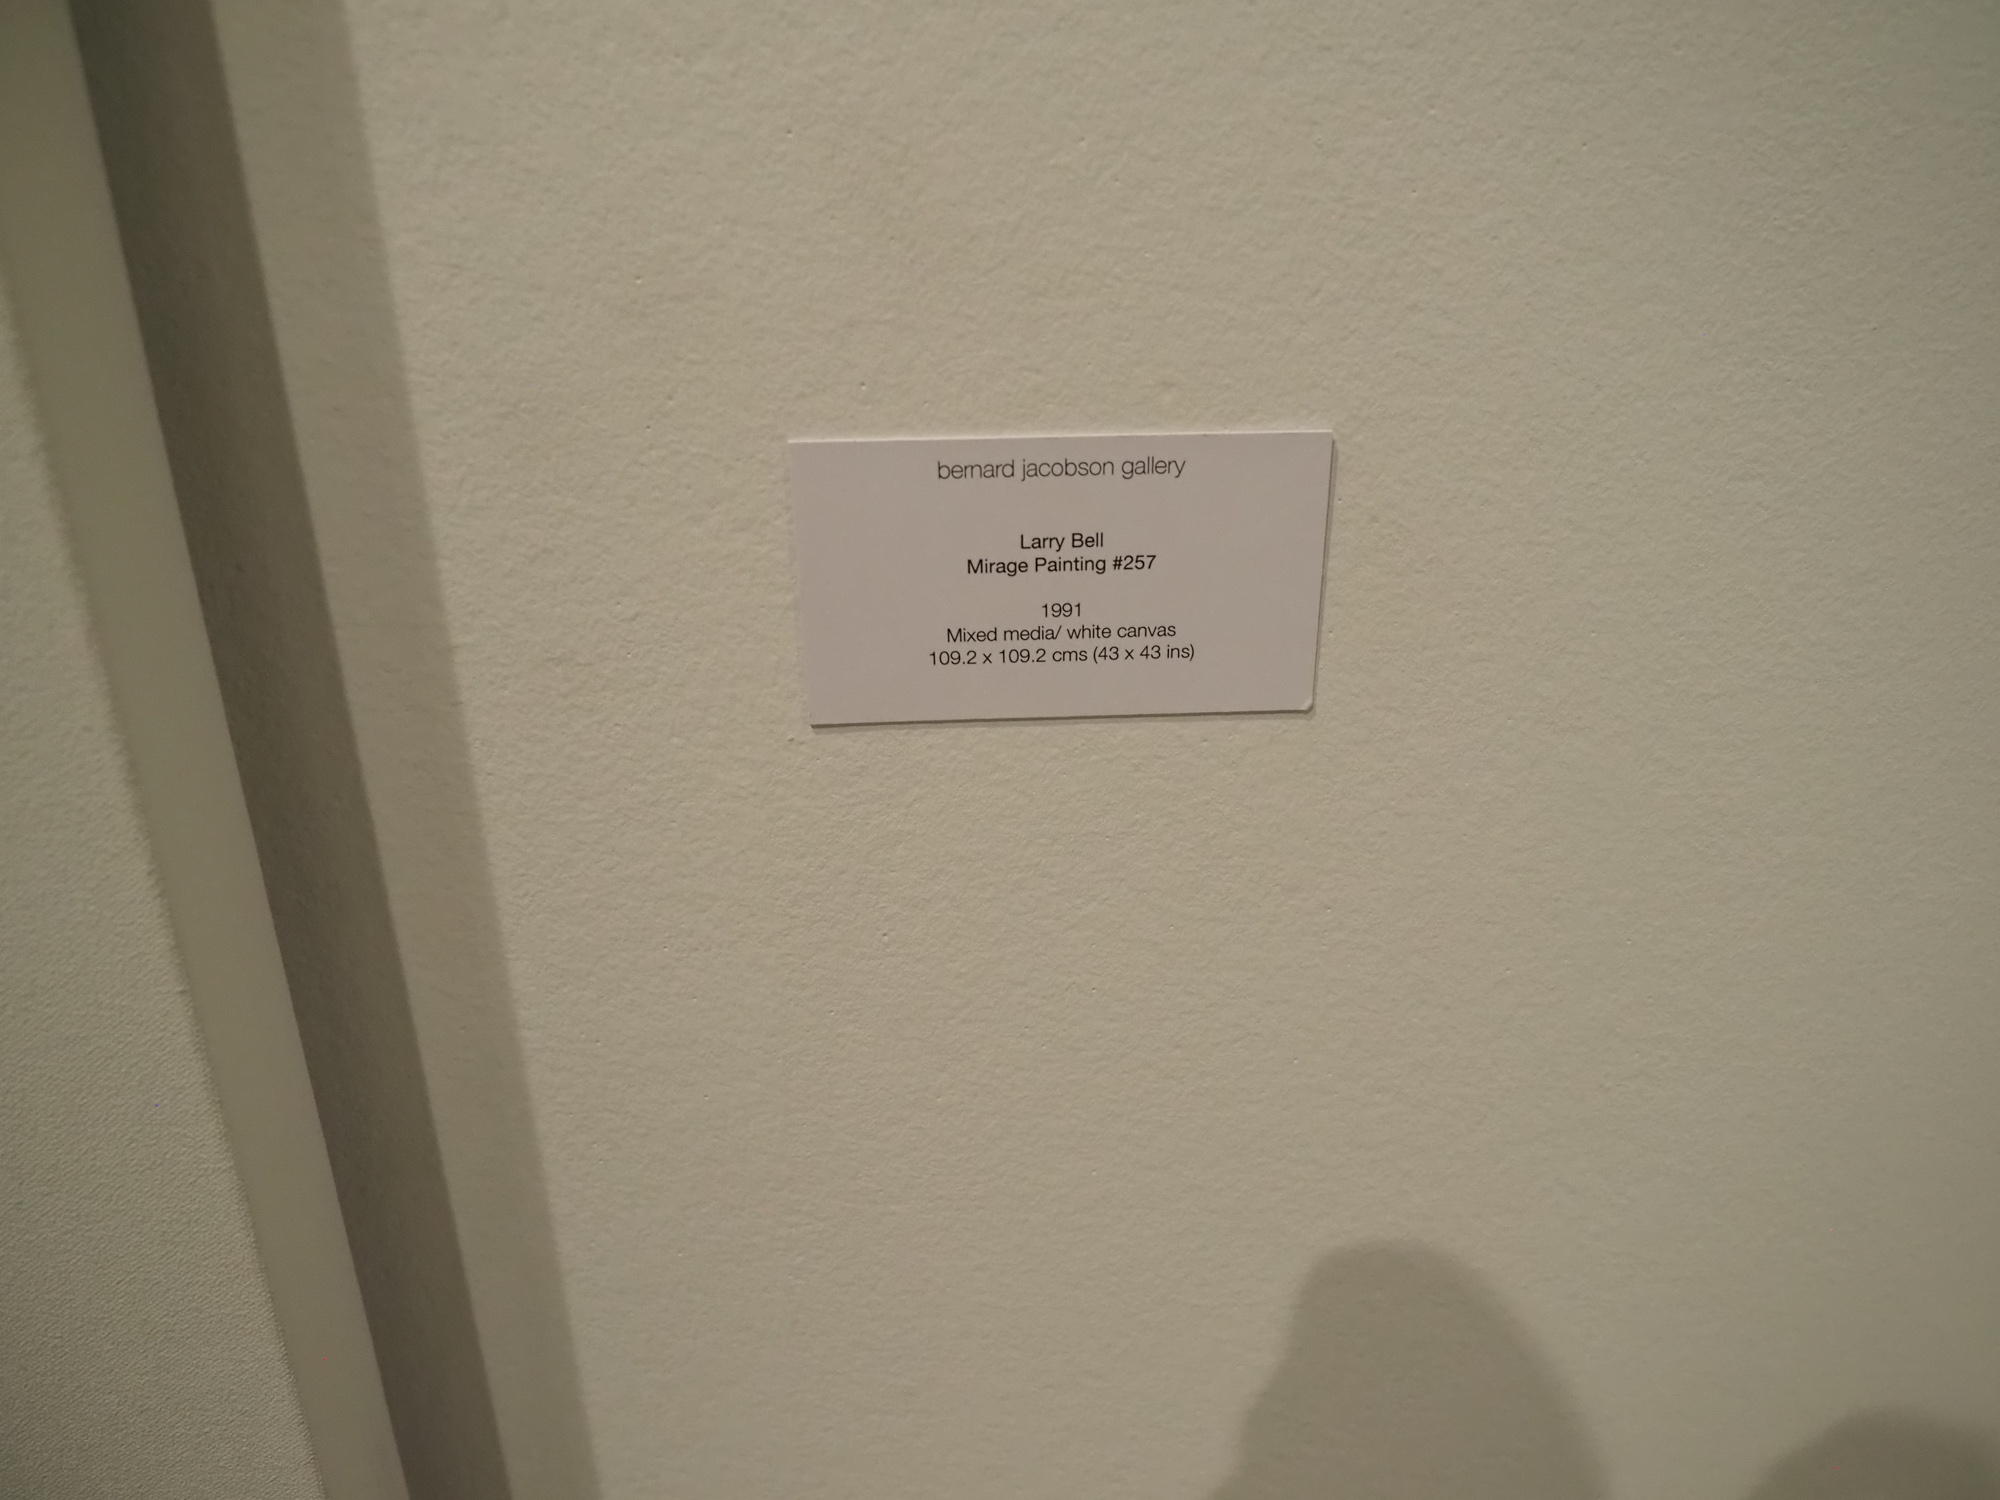 bernard jacobson gallery
Larry Bell
Mirage Painting #257
1991
Mixed media/ white canvas
109.2 x 109.2 cms (43 x 43 ins)